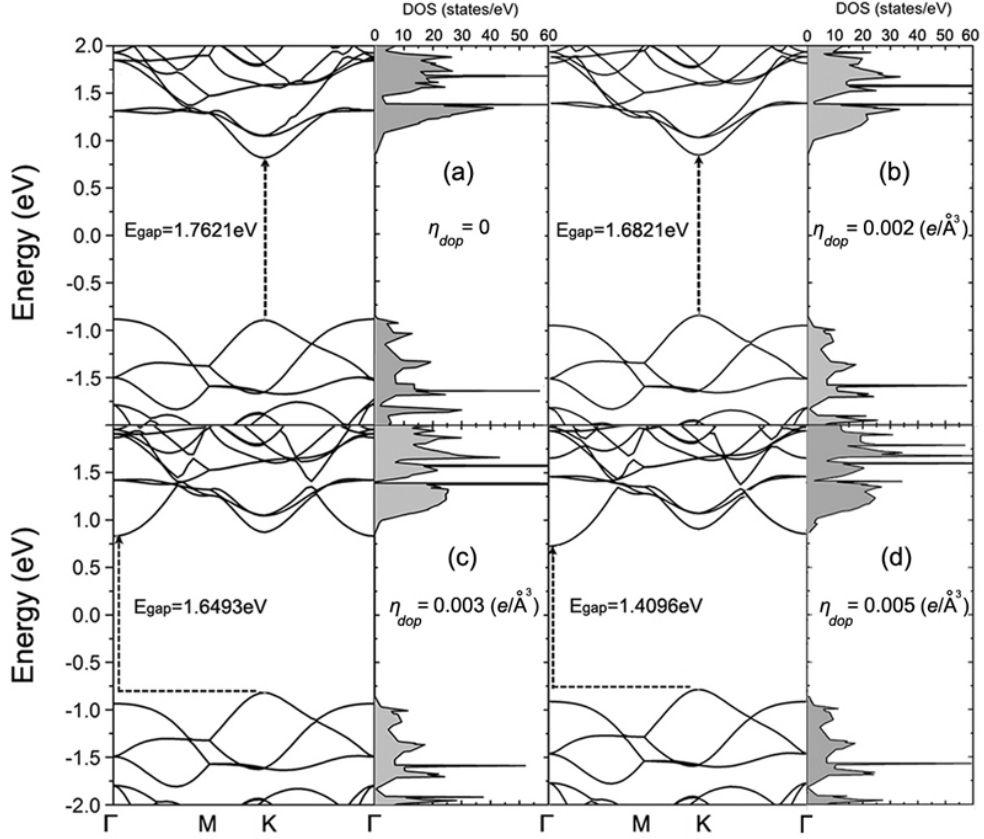 DOS (states/eV) DOS (states/eV)
0 10 20 30 40 50 60 0 10 20 30 40 50 60
2.0
1.5
1.0
0.5
0.0
-0.5
-1.0
-1.5
Energy (eV)
Egap=1.7621eV
(a)
ηdop = 0
Egap=1.6821eV
(b)
ηdop = 0.002 (e/Å³)
1.5
1.0
0.5
0.0
-0.5
-1.0
-1.5
-2.0
Energy (eV)
Egap=1.6493eV
(c)
ηdop = 0.003 (e/Å³)
Egap=1.4096eV
(d)
ηdop = 0.005 (e/Å³)
Γ M K Γ Γ M K Γ